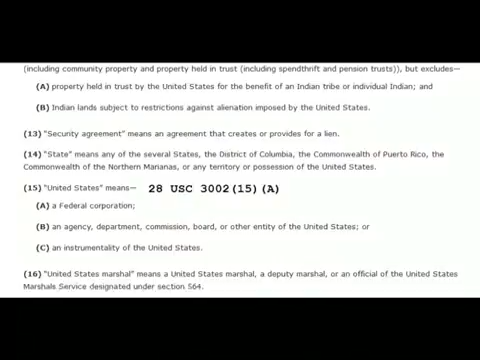 (including community property and property held in trust (including spendthrift and pension trusts)), but excludes—
(A) property held in trust by the United States for the benefit of an Indian tribe or individual Indian; and
(B) Indian lands subject to restrictions against alienation imposed by the United States.
(13) "Security agreement" means an agreement that creates or provides for a lien.
(14) "State" means any of the several States, the District of Columbia, the Commonwealth of Puerto Rico, the
Commonwealth of the Northern Marianas, or any territory or possession of the United States.
(15) "United States" means— 28 USC 3002(15)(A)
(A) a Federal corporation;
(B) an agency, department, commission, board, or other entity of the United States; or
(C) an instrumentality of the United States.
(16) "United States marshal" means a United States marshal, a deputy marshal, or an official of the United States
Marshals Service designated under section 564.